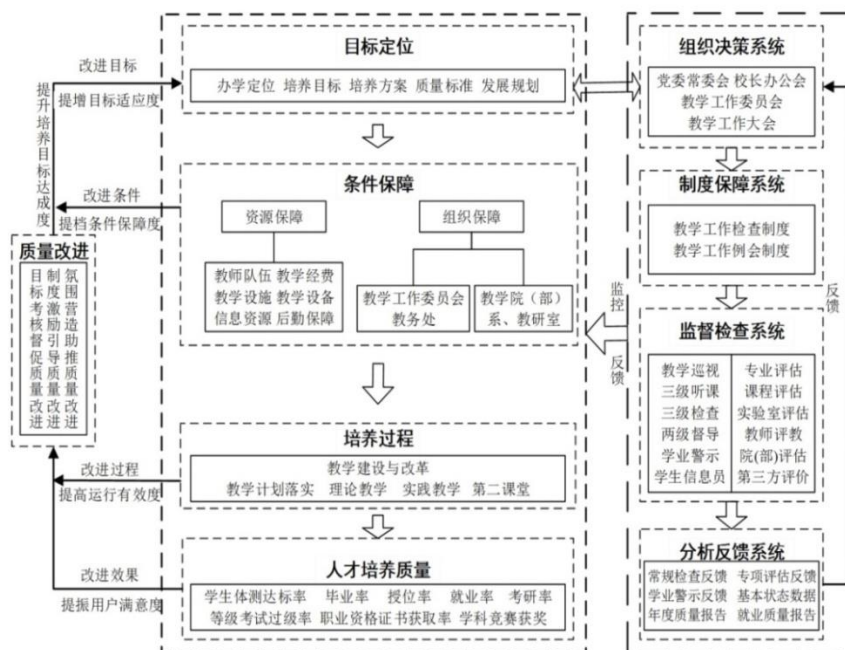 改进目标
提增目标适应度
提升培养目标达成度
改进条件
提档条件保障度
质量改进
目标考核督促质量改进
制度激励引导质量改进
氛围营造助推质量改进
改进过程
提高运行有效度
改进效果
提振用户满意度
目标定位
办学定位 培养目标 培养方案 质量标准 发展规划
条件保障
资源保障
组织保障
教师队伍 教学经费
教学设施 教学设备
信息资源 后勤保障
教学工作委员会
教务处
教学院（部）
系、教研室
培养过程
教学建设与改革
教学计划落实 理论教学 实践教学 第二课堂
人才培养质量
学生体测达标率 毕业率 授位率 就业率 考研率
等级考试过级率 职业资格证书获取率 学科竞赛获奖
监控
反馈
组织决策系统
党委常委会 校长办公会
教学工作委员会
教学工作大会
制度保障系统
教学工作检查制度
教学工作例会制度
监督检查系统
教学巡视 专业评估
三级听课 课程评估
三级检查 实验室评估
两级督导 教师评教
学业警示 院(部)评估
学生信息员 第三方评价
分析反馈系统
常规检查反馈 专项评估反馈
学业警示反馈 基本状态数据
年度质量报告 就业质量报告
反馈